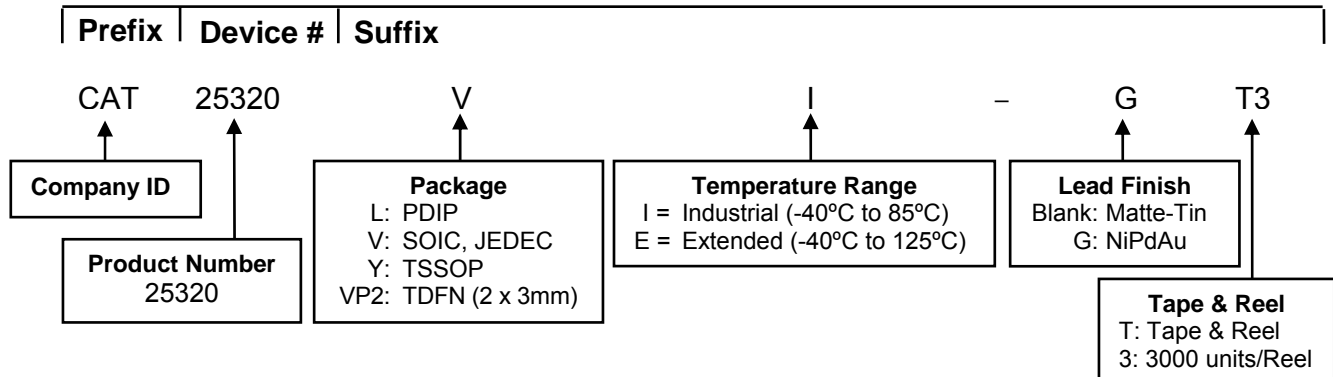 Prefix Device # Suffix
CAT 25320 V I – G T3
Company ID
Product Number
25320
Package
L: PDIP
V: SOIC, JEDEC
Y: TSSOP
VP2: TDFN (2 x 3mm)
Temperature Range
I = Industrial (-40ºC to 85ºC)
E = Extended (-40ºC to 125ºC)
Lead Finish
Blank: Matte-Tin
G: NiPdAu
Tape & Reel
T: Tape & Reel
3: 3000 units/Reel